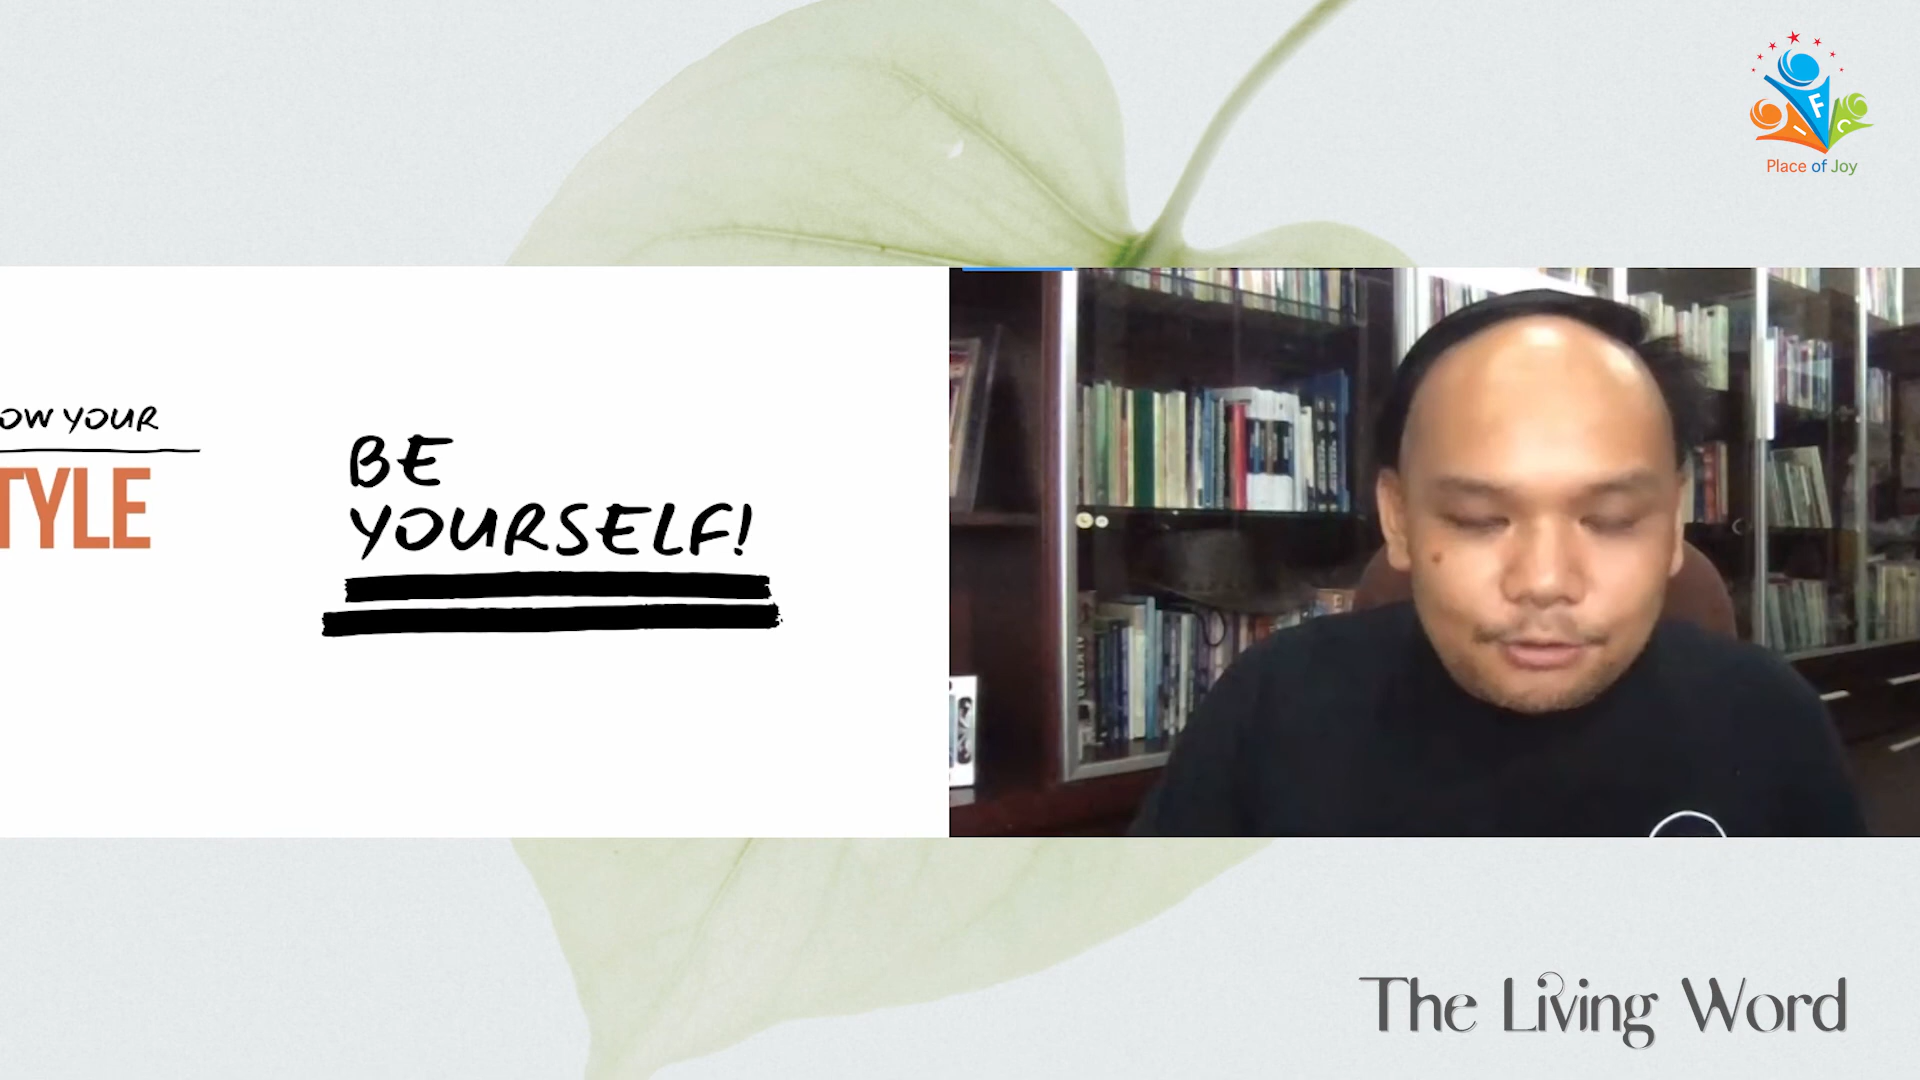 I F C
Place of Joy
OW YOUR
TYLE
BE
YOURSELF!
The Living Word